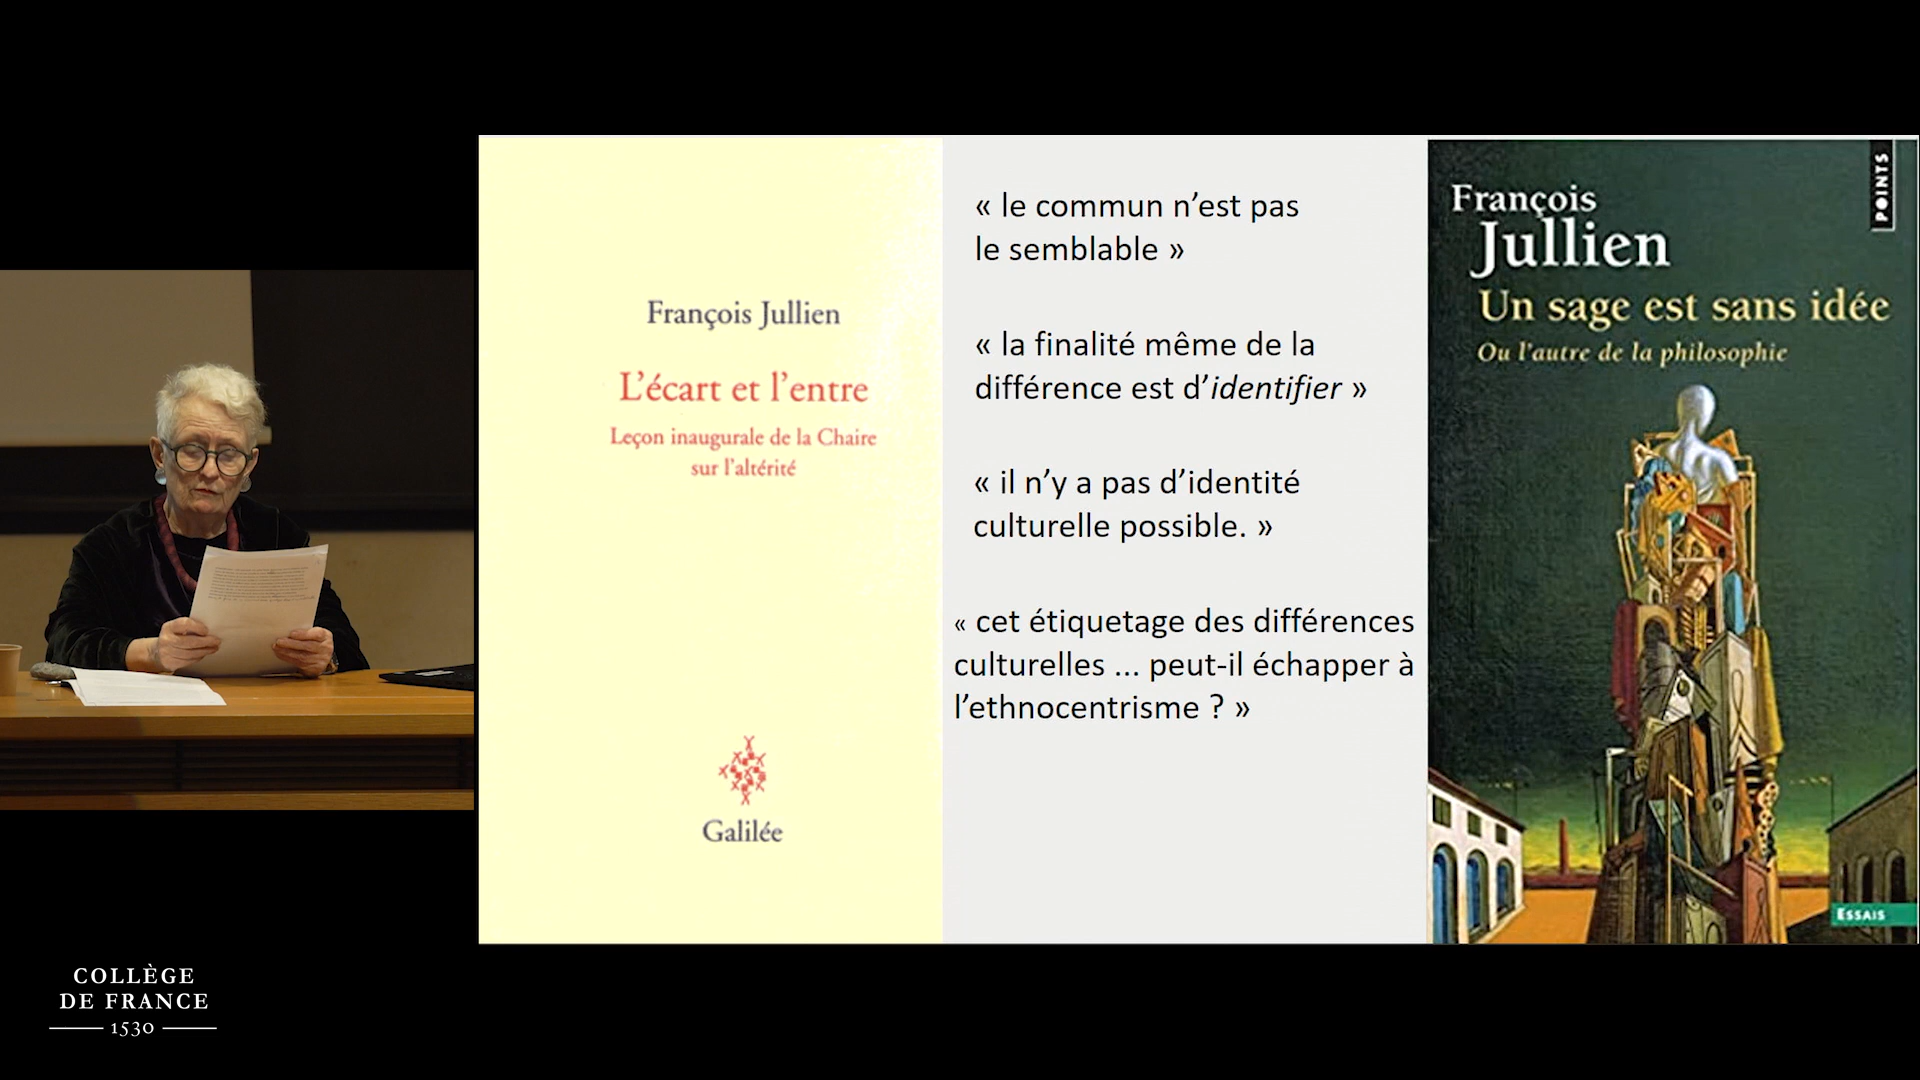 François Jullien
L'écart et l'entre
Leçon inaugurale de la Chaire
sur l'altérité
Galilée
« le commun n'est pas
le semblable »
« la finalité même de la
différence est d'identifier »
« il n'y a pas d'identité
culturelle possible. »
« cet étiquetage des différences
culturelles ... peut-il échapper à
l'ethnocentrisme ? »
POINTS
François
Jullien
Un sage est sans idée
Ou l'autre de la philosophie
ESSAIS
COLLÈGE
DE FRANCE
1530